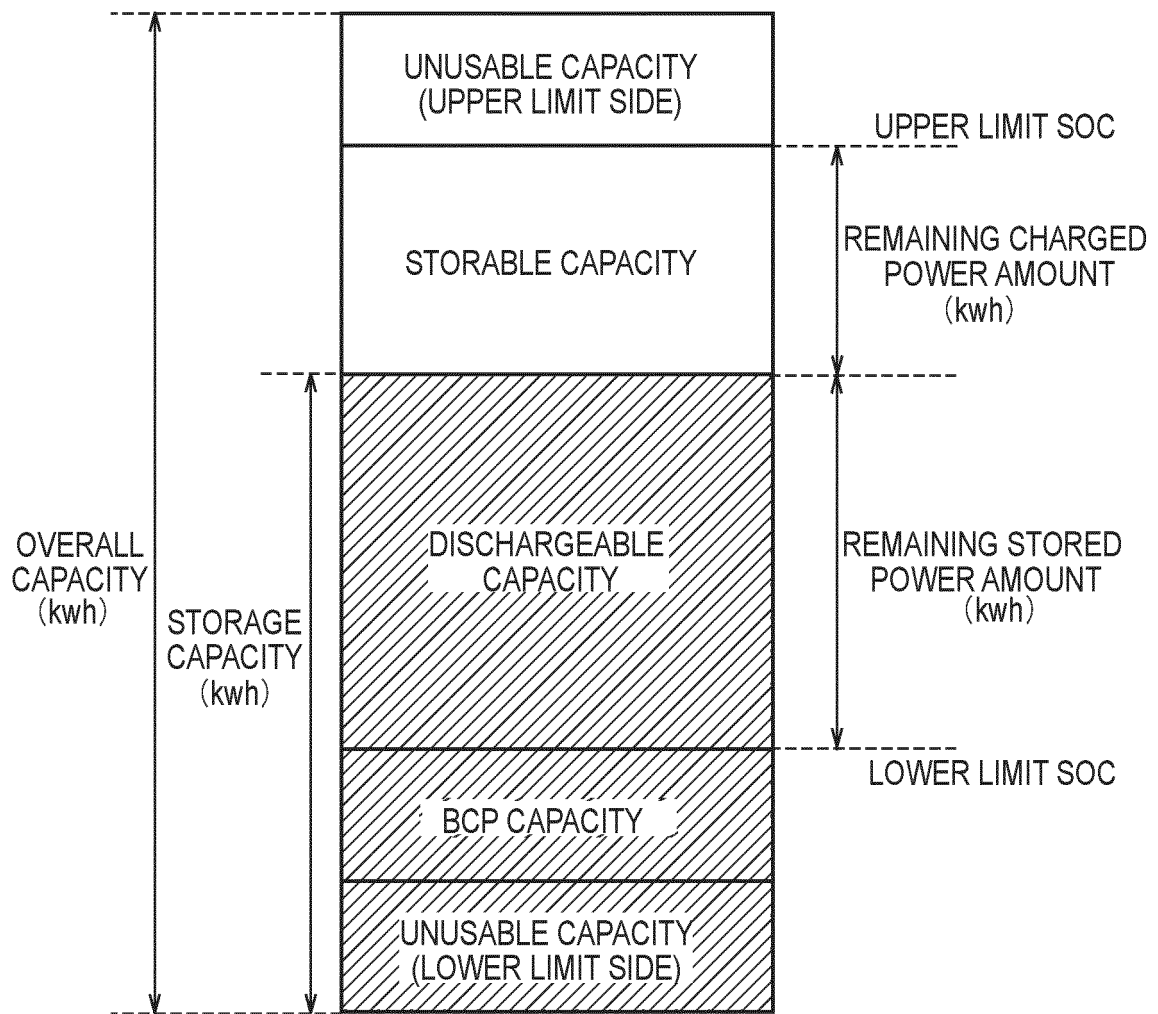 UNUSABLE CAPACITY
(UPPER LIMIT SIDE)
UPPER LIMIT SOC
STORABLE CAPACITY
REMAINING CHARGED
POWER AMOUNT
(kwh)
OVERALL
CAPACITY
(kwh)
STORAGE
CAPACITY
(kwh)
DISCHARGEABLE
CAPACITY
REMAINING STORED
POWER AMOUNT
(kwh)
LOWER LIMIT SOC
BCP CAPACITY
UNUSABLE CAPACITY
(LOWER LIMIT SIDE)